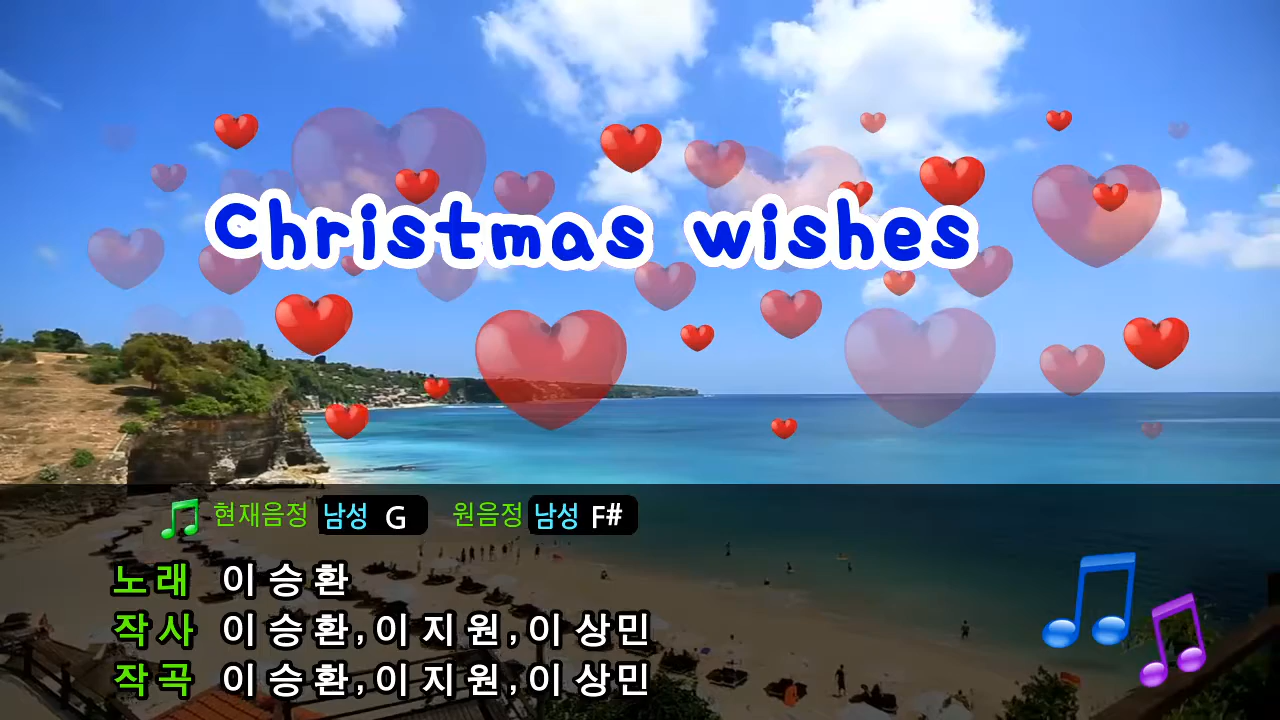 Christmas wishes
현재음정 남성 G 원음정 남성 F#
노래 이승환
작사 이승환,이지원,이상민
작곡 이승환,이지원,이상민